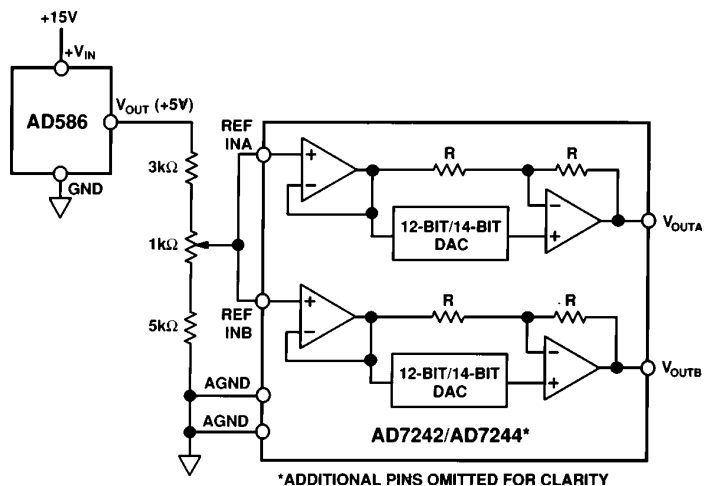 +15V
+VIN
AD586
VOUT (+5V)
GND
3kΩ
1kΩ
5kΩ
REF
INA
REF
INB
AGND
AGND
R
R
12-BIT/14-BIT
DAC
VOUTA
R
R
12-BIT/14-BIT
DAC
VOUTB
+
−
−
+
+
−
−
+
AD7242/AD7244*
*ADDITIONAL PINS OMITTED FOR CLARITY